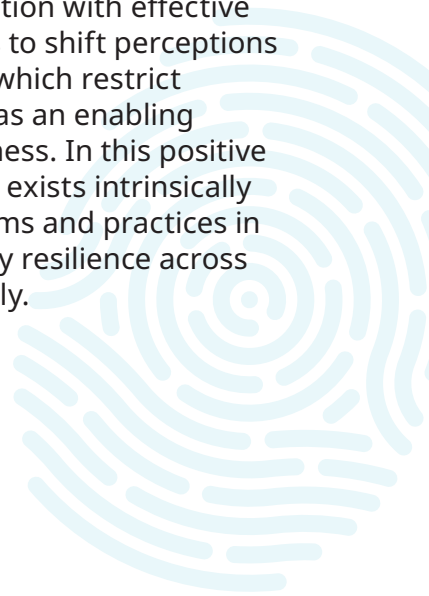 tion with effective
to shift perceptions
which restrict
as an enabling
ness. In this positive
exists intrinsically
ms and practices in
y resilience across
ly.